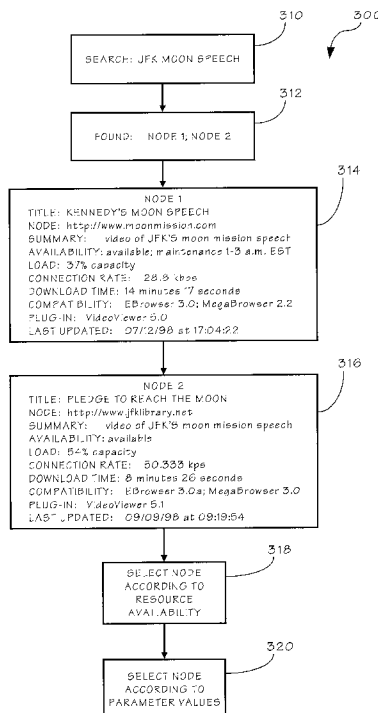 310
300
SEARCH: JFK MOON SPEECH
312
FOUND: NODE 1; NODE 2
314
NODE 1
TITLE: KENNEDY'S MOON SPEECH
NODE: http://www.moonmission.com
SUMMARY: video of JFK'S moon mission speech
AVAILABILITY: available; maintenance 1-3 a.m. EST
LOAD: 37% capacity
CONNECTION RATE: 28.8 kbps
DOWNLOAD TIME: 14 minutes 17 seconds
COMPATIBILITY: EBrowser 3.0; MegaBrowser 2.2
PLUG-IN: VideoViewer 5.0
LAST UPDATED: 07/12/98 at 17:04:22
316
NODE 2
TITLE: PLEDGE TO REACH THE MOON
NODE: http://www.jfklibrary.net
SUMMARY: video of JFK'S moon mission speech
AVAILABILITY: available
LOAD: 54% capacity
CONNECTION RATE: 50.333 kps
DOWNLOAD TIME: 8 minutes 26 seconds
COMPATIBILITY: EBrowser 3.0a; MegaBrowser 3.0
PLUG-IN: VideoViewer 5.1
LAST UPDATED: 09/09/98 at 09:19:54
318
SELECT NODE
ACCORDING TO
RESOURCE
AVAILABILITY
320
SELECT NODE
ACCORDING TO
PARAMETER VALUES